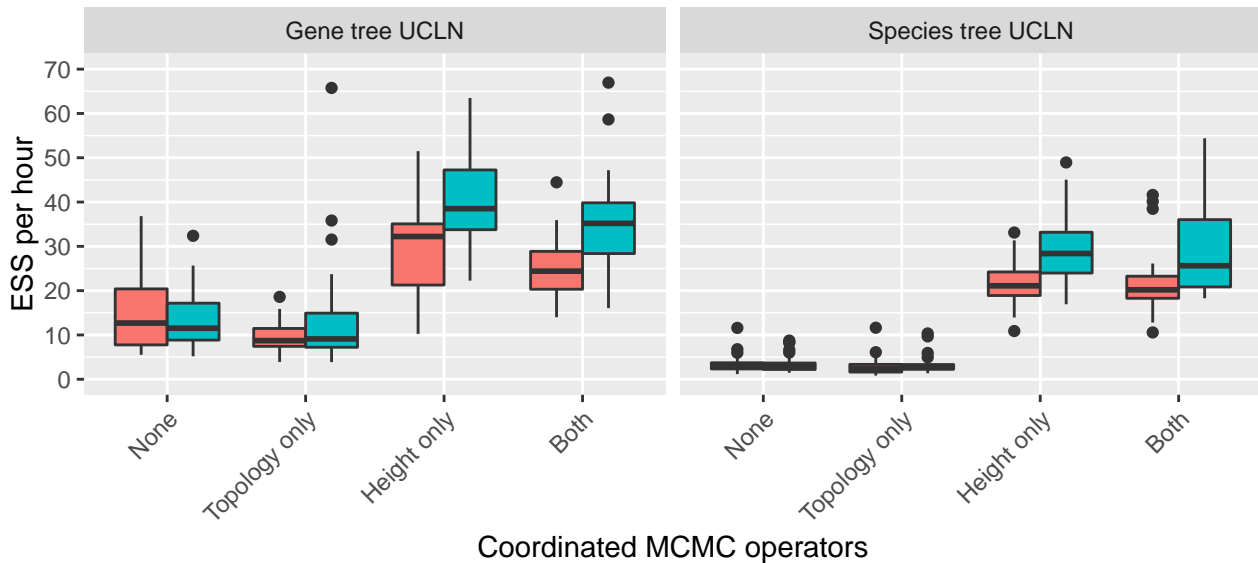 Gene tree UCLN
Species tree UCLN
ESS per hour
70
60
50
40
30
20
10
0
None
Topology only
Height only
Both
None
Topology only
Height only
Both
Coordinated MCMC operators